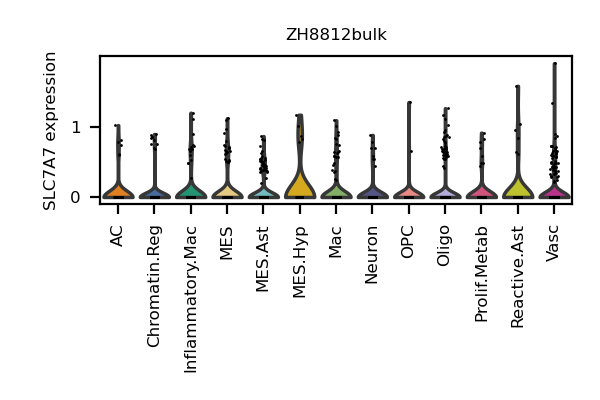 ZH8812bulk
SLC7A7 expression
1
0
AC
Chromatin.Reg
Inflammatory.Mac
MES
MES.Ast
MES.Hyp
Mac
Neuron
OPC
Oligo
Prolif.Metab
Reactive.Ast
Vasc